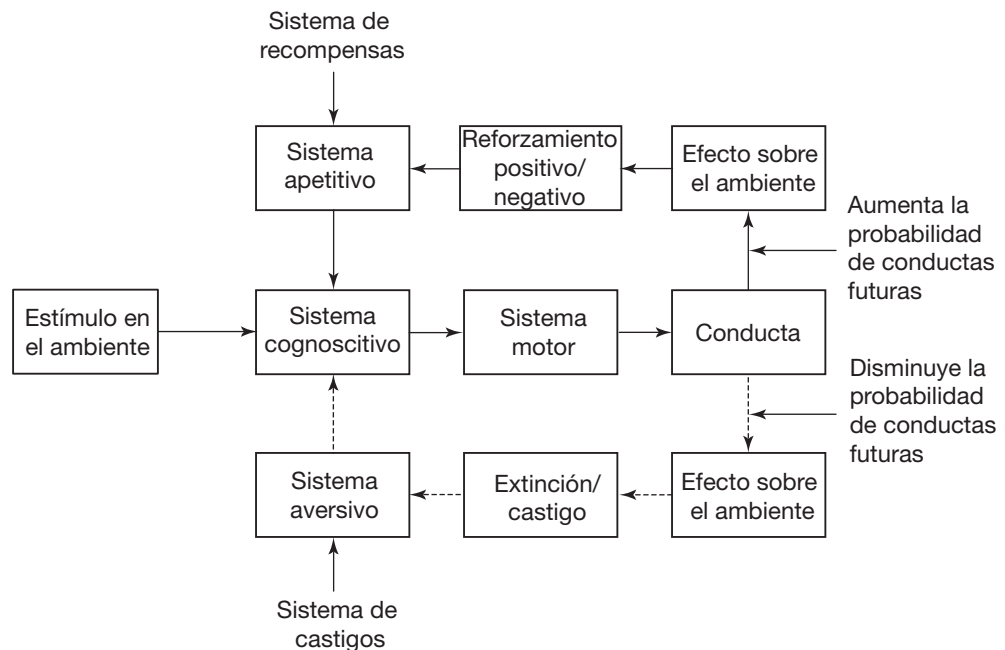 Sistema de
recompensas
Sistema
apetitivo
Reforzamiento
positivo/
negativo
Efecto sobre
el ambiente
Aumenta la
probabilidad
de conductas
futuras
Estímulo en
el ambiente
Sistema
cognoscitivo
Sistema
motor
Conducta
Disminuye la
probabilidad
de conductas
futuras
Sistema
aversivo
Extinción/
castigo
Efecto sobre
el ambiente
Sistema de
castigos